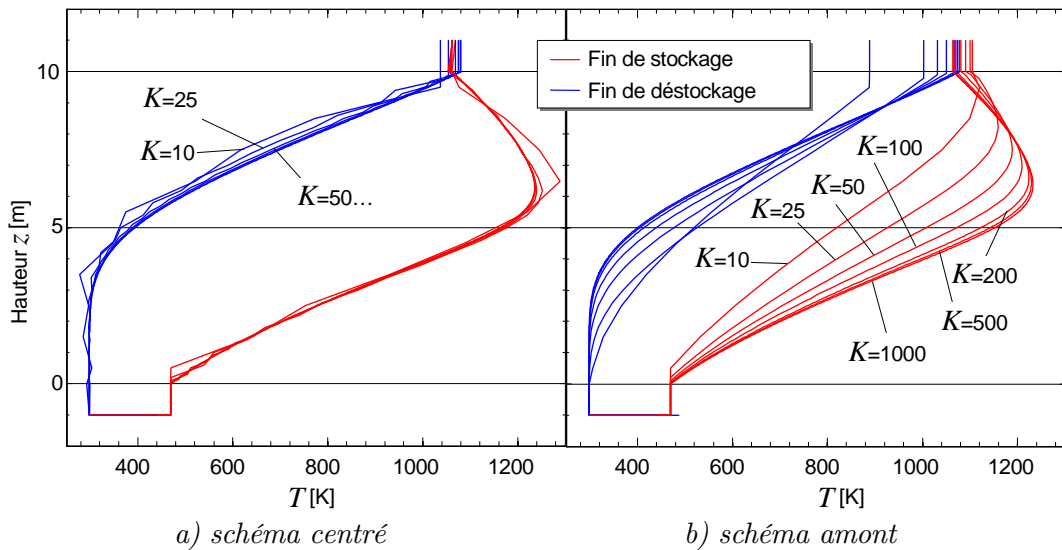 Fin de stockage
Fin de déstockage
Hauteur z [m]
10
5
0
K=25
K=10
K=50...
400
600
800
1000
1200
T [K]
a) schéma centré
K=100
K=50
K=25
K=10
K=200
K=500
K=1000
400
600
800
1000
1200
T [K]
b) schéma amont